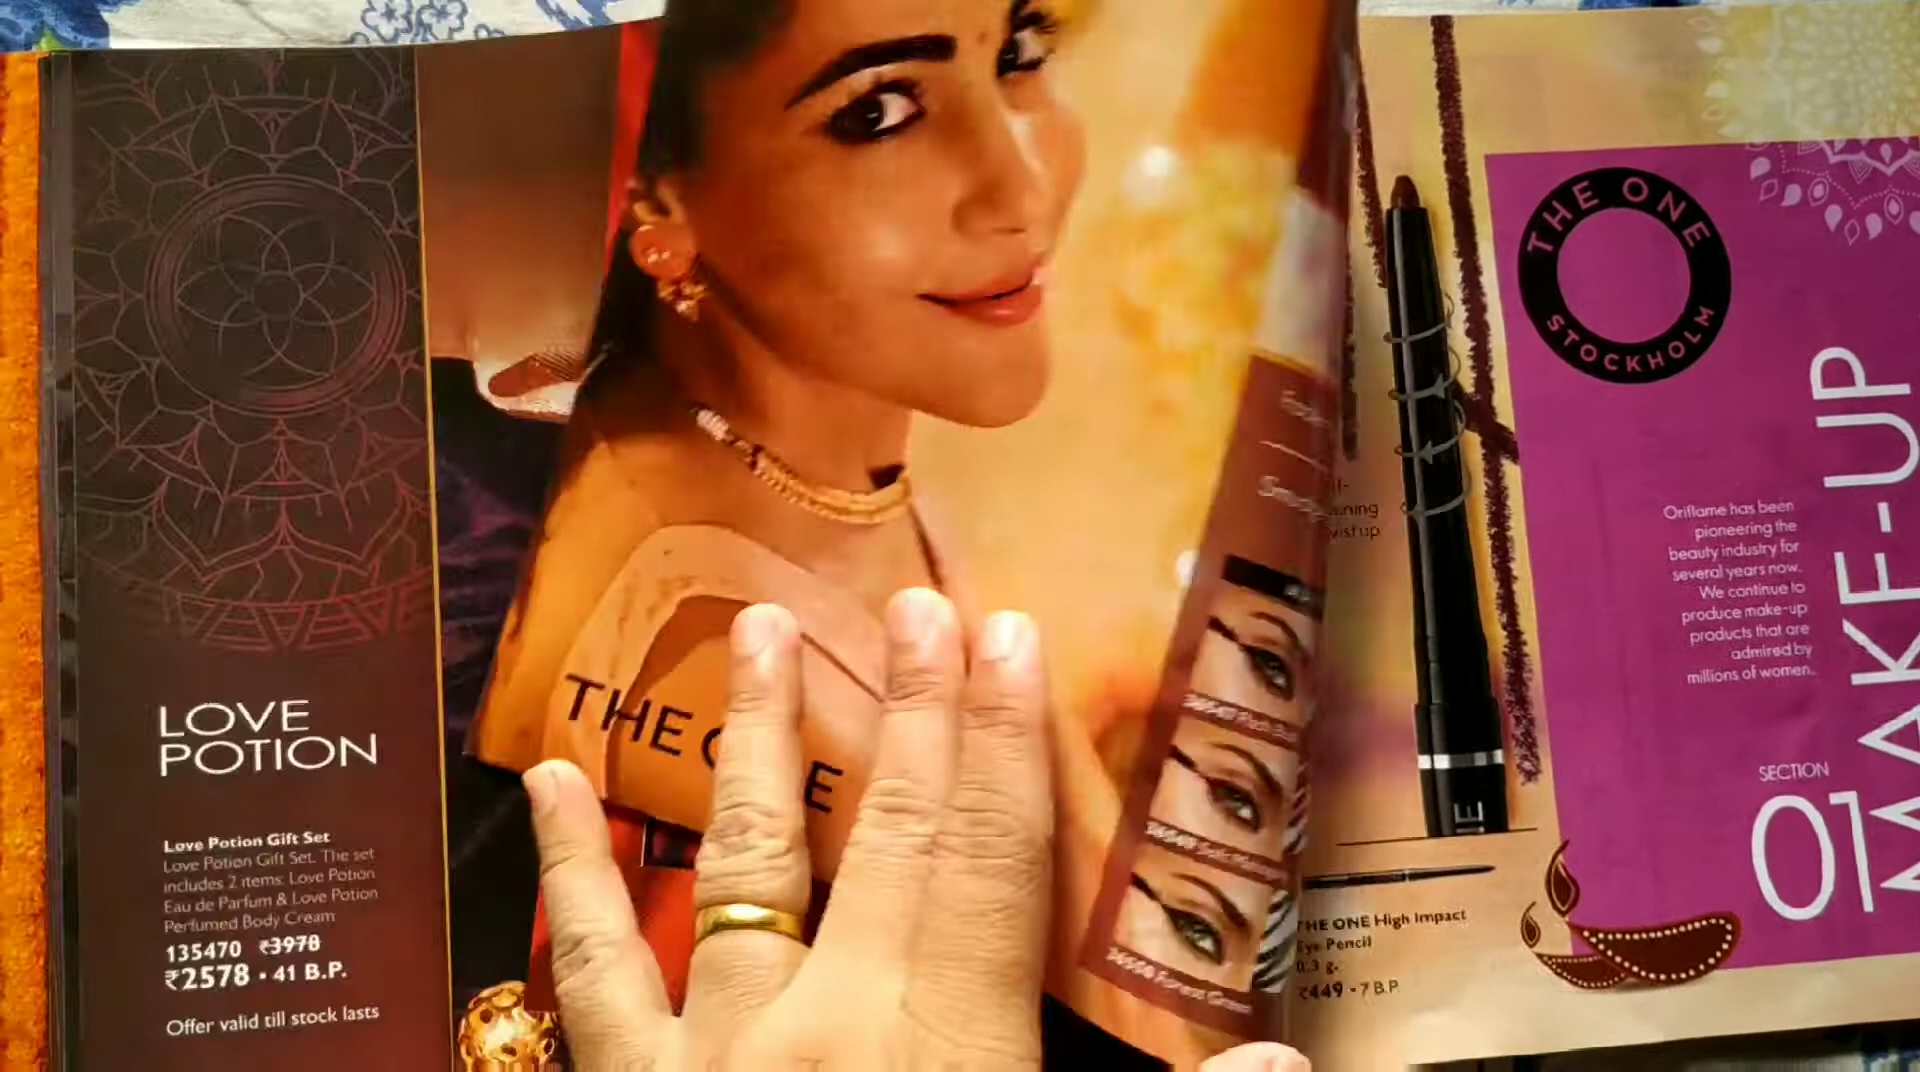 LOVE
POTION
Love Potion Gift Set
Love Potion Gift Set. The set
includes 2 items: Love Potion
Eau de Parfum & Love Potion
Perfumed Body Cream
135470 ₹3978
₹2578 • 41 B.P.
Offer valid till stock lasts
THE
E
36550 Forest Green
THE ONE High Impact
Eye Pencil
0.3 g.
₹449 • 7 B.P.
THE ONE
STOCKHOLM
Oriflame has been
pioneering the
beauty industry for
several years now.
We continue to
produce make-up
products that are
admired by
millions of women.
SECTION
01
MAKE-UP